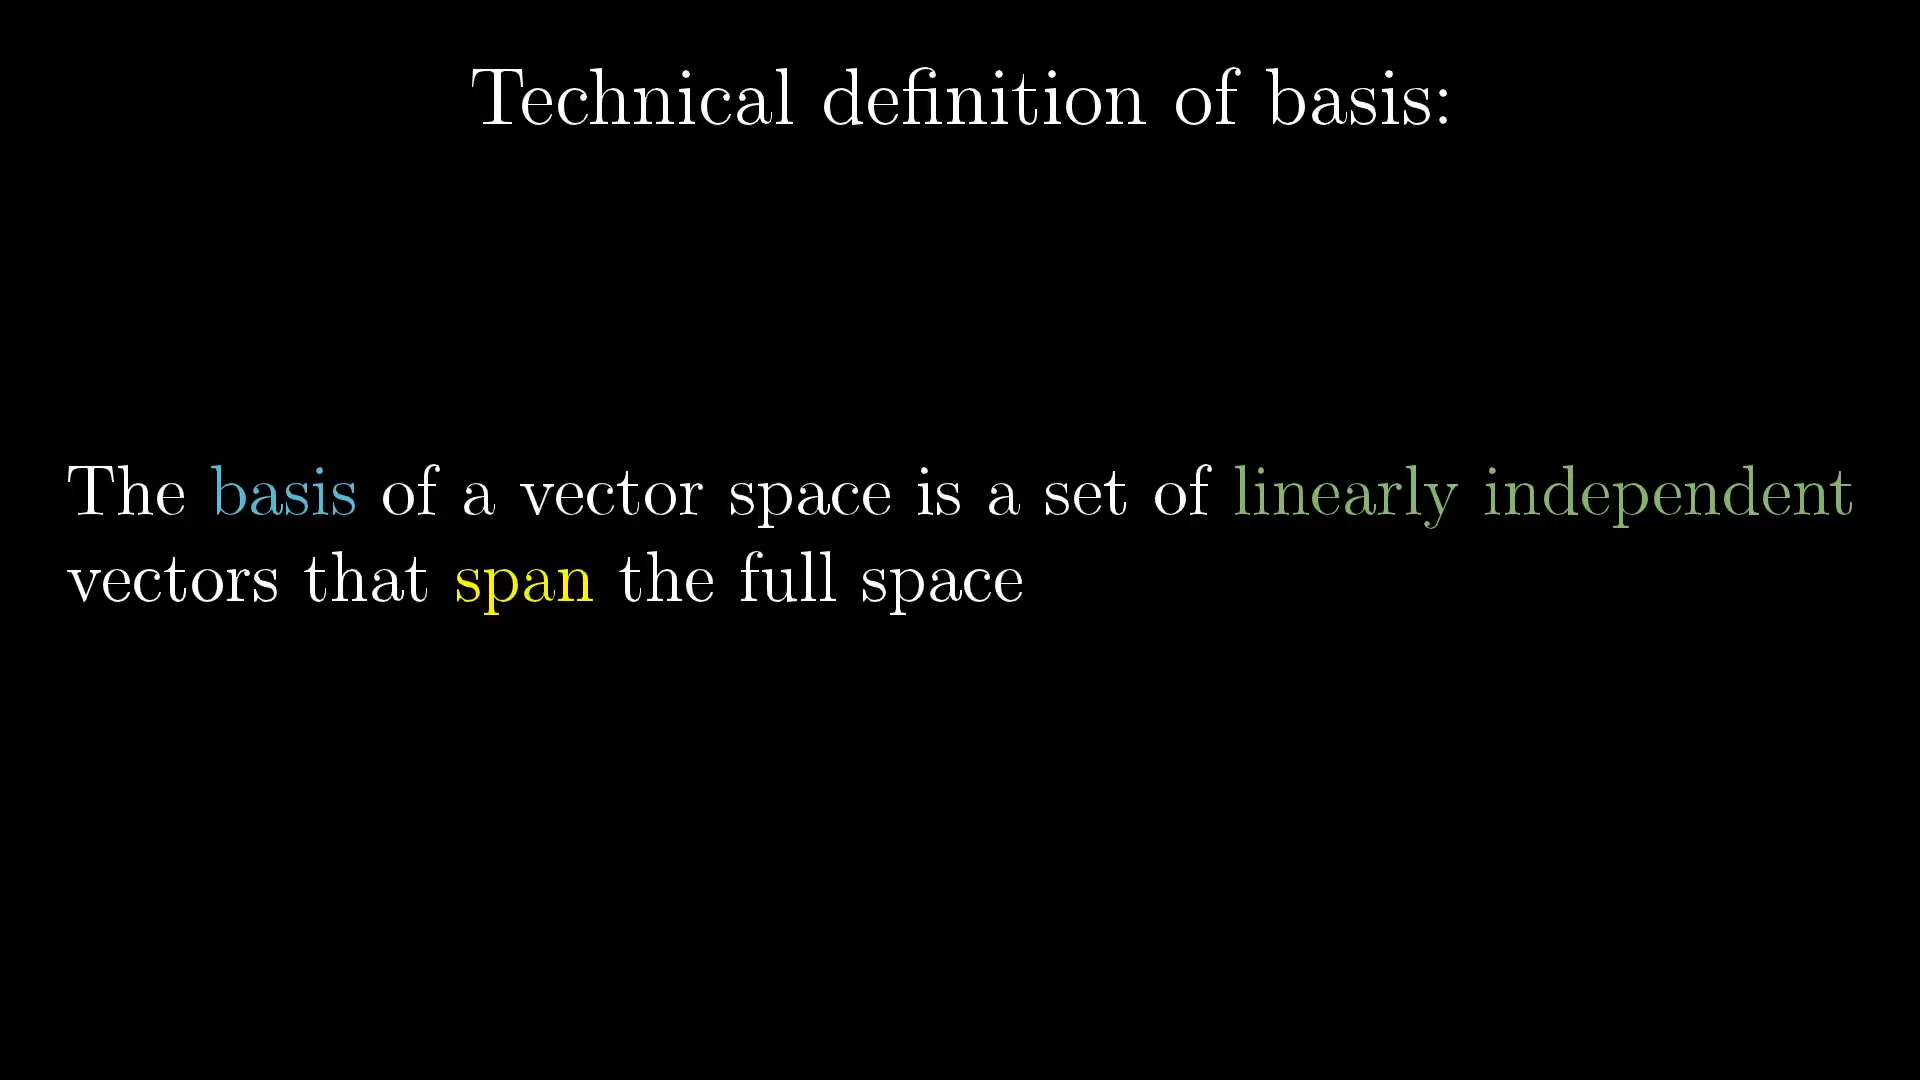 Technical definition of basis:
The basis of a vector space is a set of linearly independent
vectors that span the full space